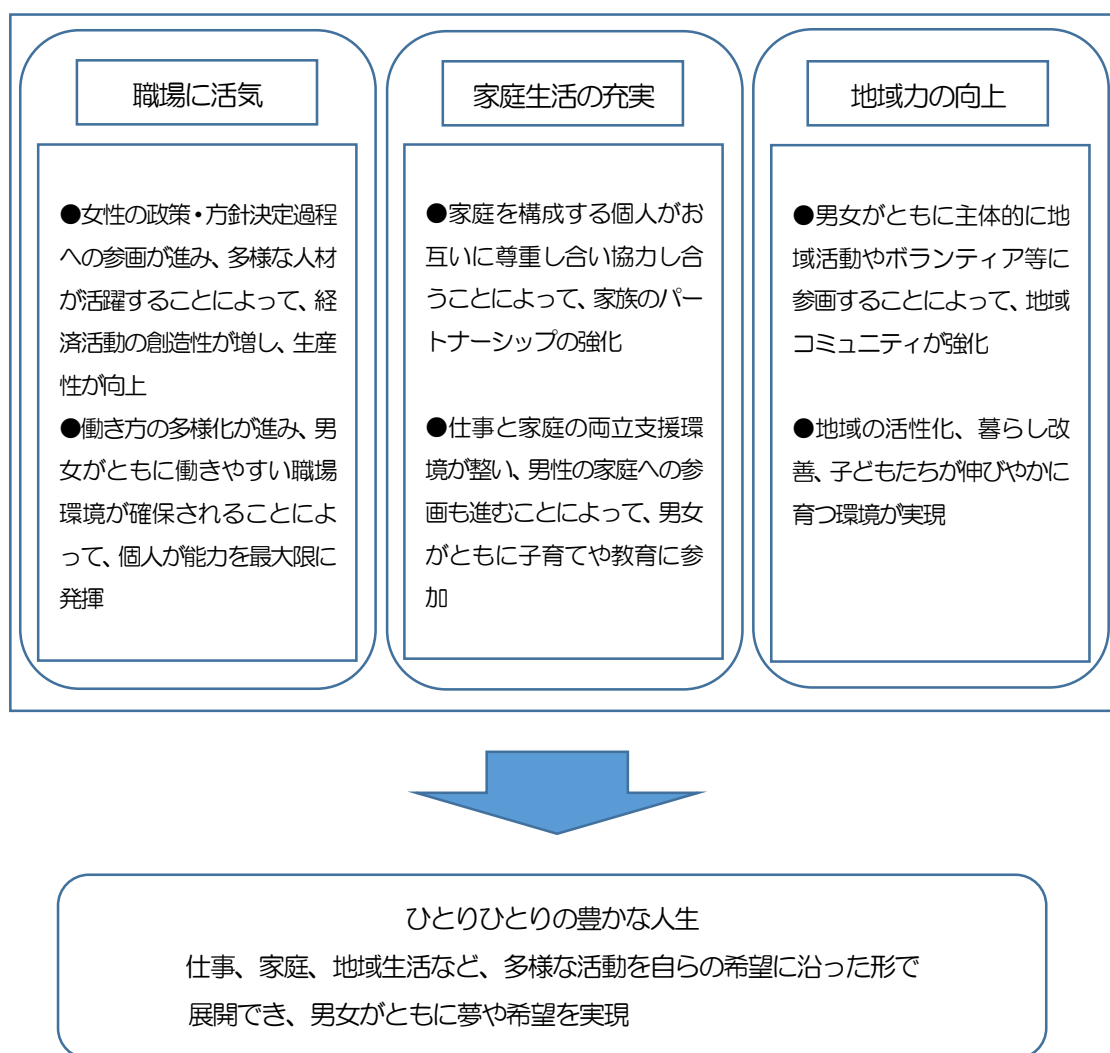 職場に活気
●女性の政策・方針決定過程
への参画が進み、多様な人材
が活躍することによって、経
済活動の創造性が増し、生産
性が向上
●働き方の多様化が進み、男
女がともに働きやすい職場
環境が確保されることによ
って、個人が能力を最大限に
発揮
家庭生活の充実
●家庭を構成する個人がお
互いに尊重し合い協力し合
うことによって、家族のパー
トナーシップの強化
●仕事と家庭の両立支援環
境が整い、男性の家庭への参
画も進むことによって、男女
がともに子育てや教育に参
加
地域力の向上
●男女がともに主体的に地
域活動やボランティア等に
参画することによって、地域
コミュニティが強化
●地域の活性化、暮らし改
善、子どもたちが伸びやかに
育つ環境が実現
ひとりひとりの豊かな人生
仕事、家庭、地域生活など、多様な活動を自らの希望に沿った形で
展開でき、男女がともに夢や希望を実現